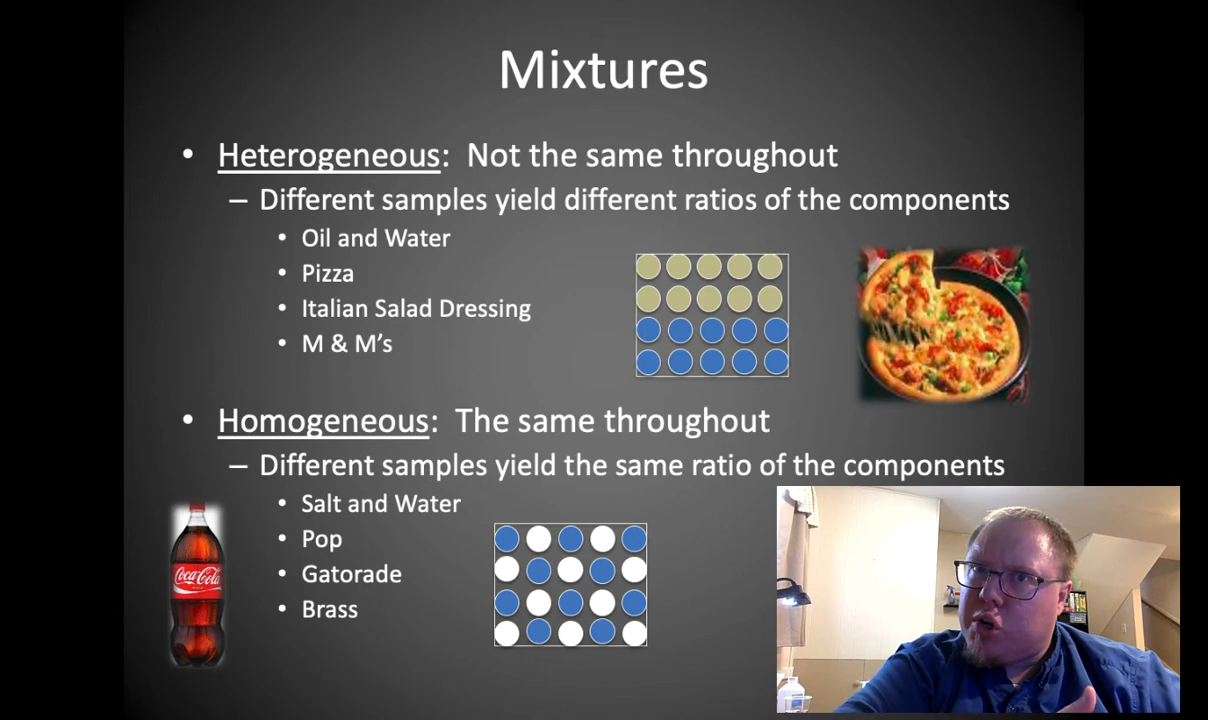 Mixtures
• Heterogeneous: Not the same throughout
– Different samples yield different ratios of the components
• Oil and Water
• Pizza
• Italian Salad Dressing
• M & M’s
• Homogeneous: The same throughout
– Different samples yield the same ratio of the components
• Salt and Water
• Pop
• Gatorade
• Brass
Coca-Cola